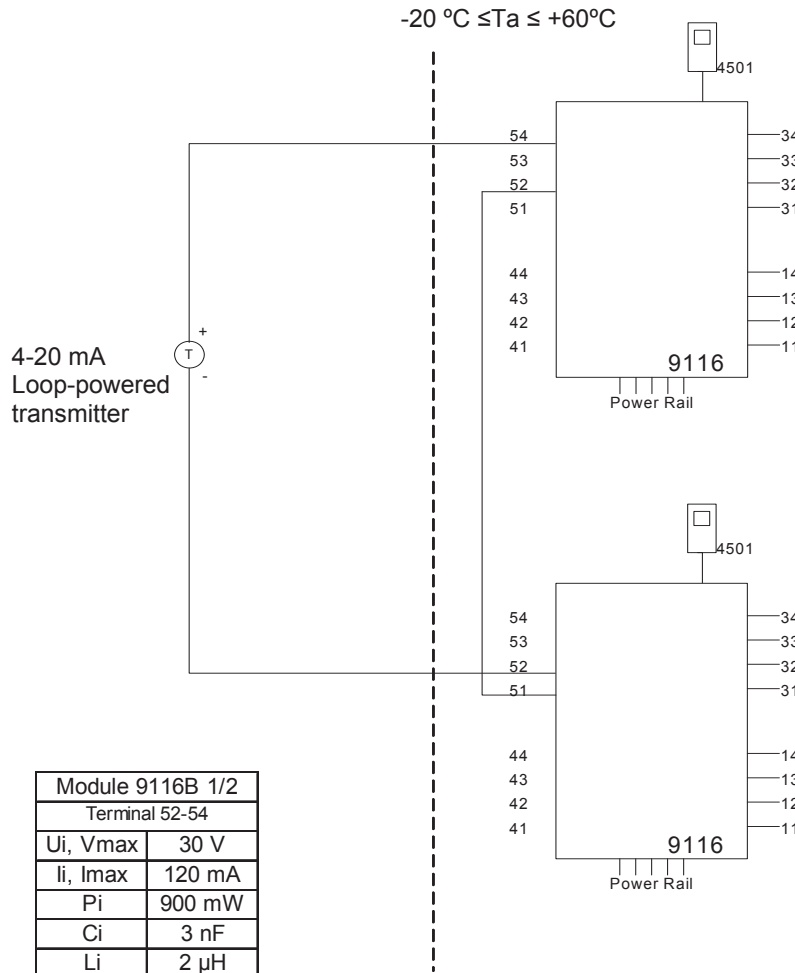 -20 ºC ≤Ta ≤ +60ºC
4501
54
53
52
51
44
43
42
41
34
33
32
31
14
13
12
11
9116
Power Rail
4-20 mA
Loop-powered
transmitter
+
T
-
4501
54
53
52
51
44
43
42
41
34
33
32
31
14
13
12
11
9116
Power Rail
Module 9116B 1/2
Terminal 52-54
Ui, Vmax 30 V
Ii, Imax 120 mA
Pi 900 mW
Ci 3 nF
Li 2 µH